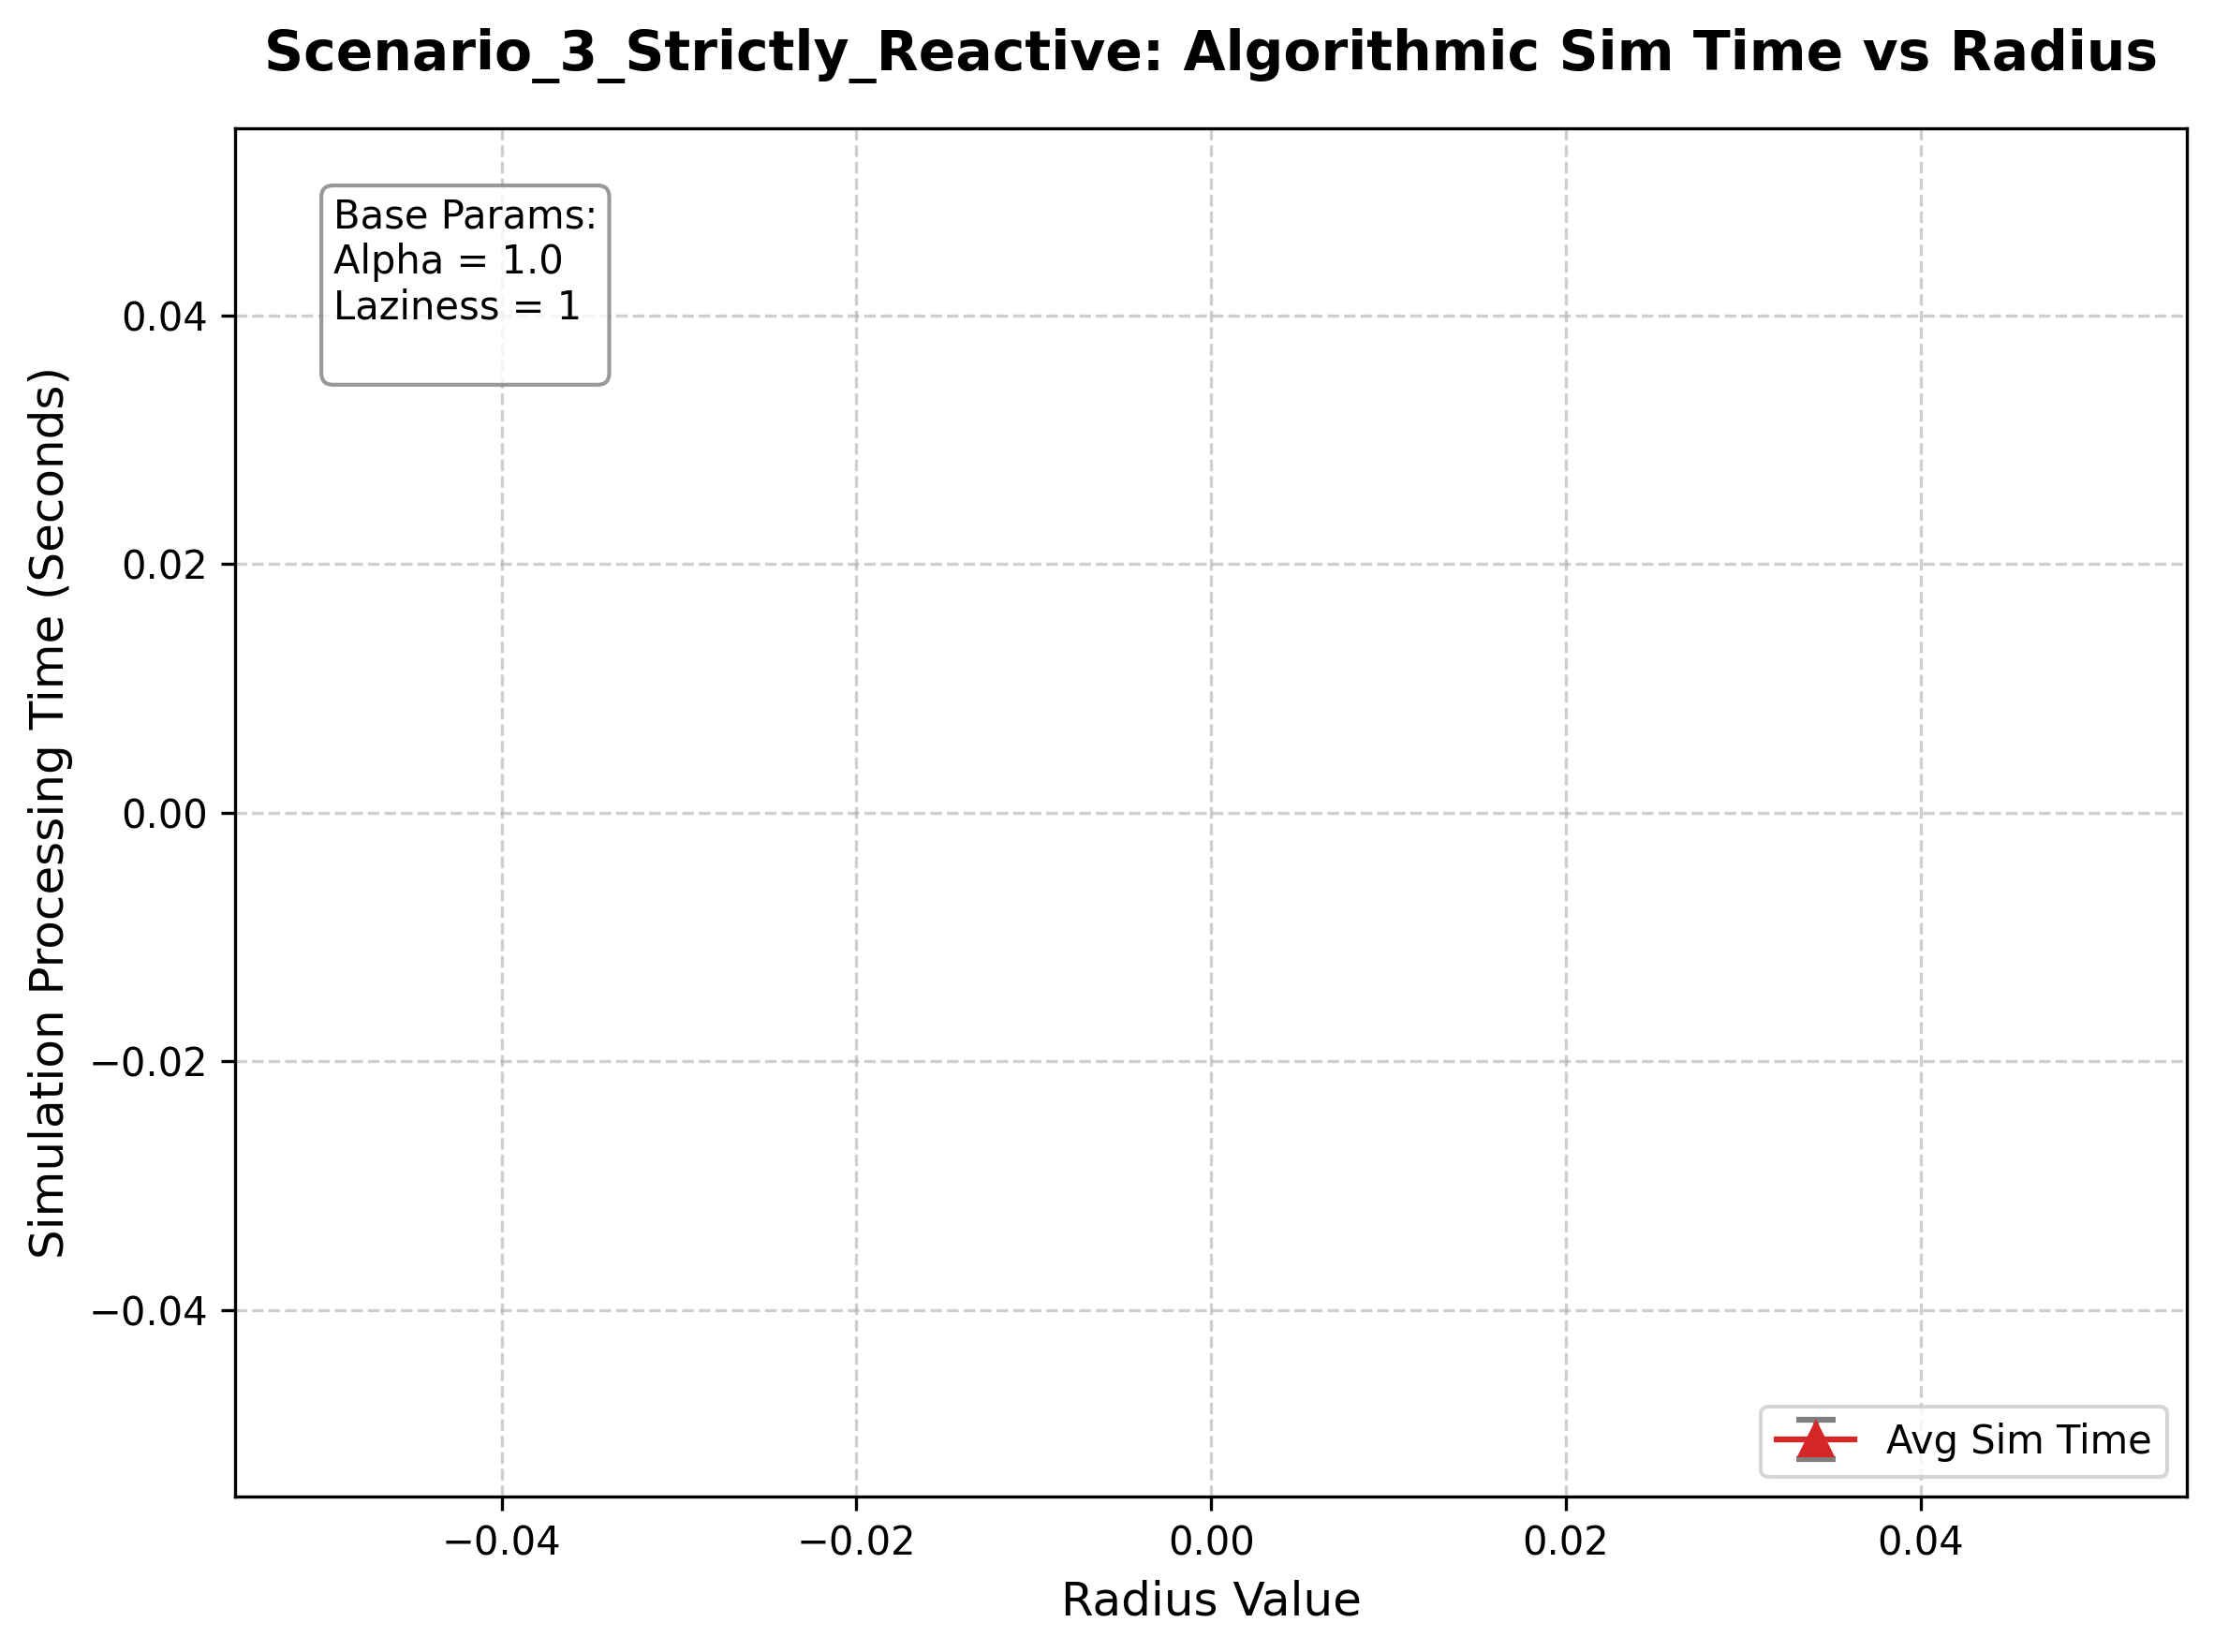 Scenario_3_Strictly_Reactive: Algorithmic Sim Time vs Radius
Base Params:
Alpha = 1.0
Laziness = 1
Simulation Processing Time (Seconds)
0.04
0.02
0.00
−0.02
−0.04
Avg Sim Time
−0.04
−0.02
0.00
0.02
0.04
Radius Value